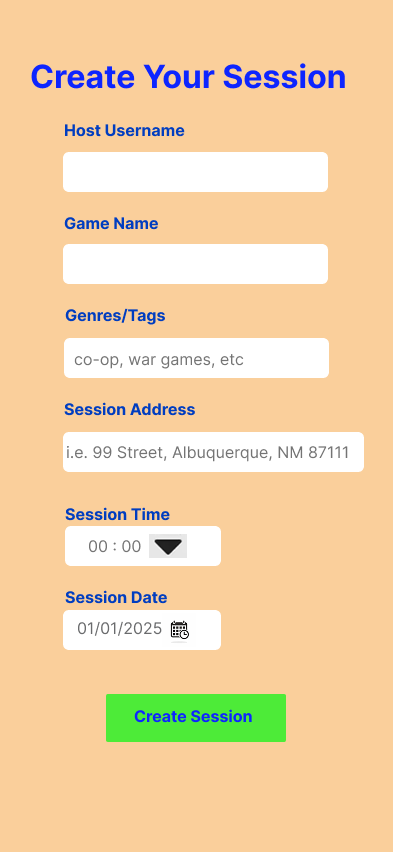 Create Your Session
Host Username
Game Name
Genres/Tags
co-op, war games, etc
Session Address
i.e. 99 Street, Albuquerque, NM 87111
Session Time
00 : 00
Session Date
01/01/2025
Create Session